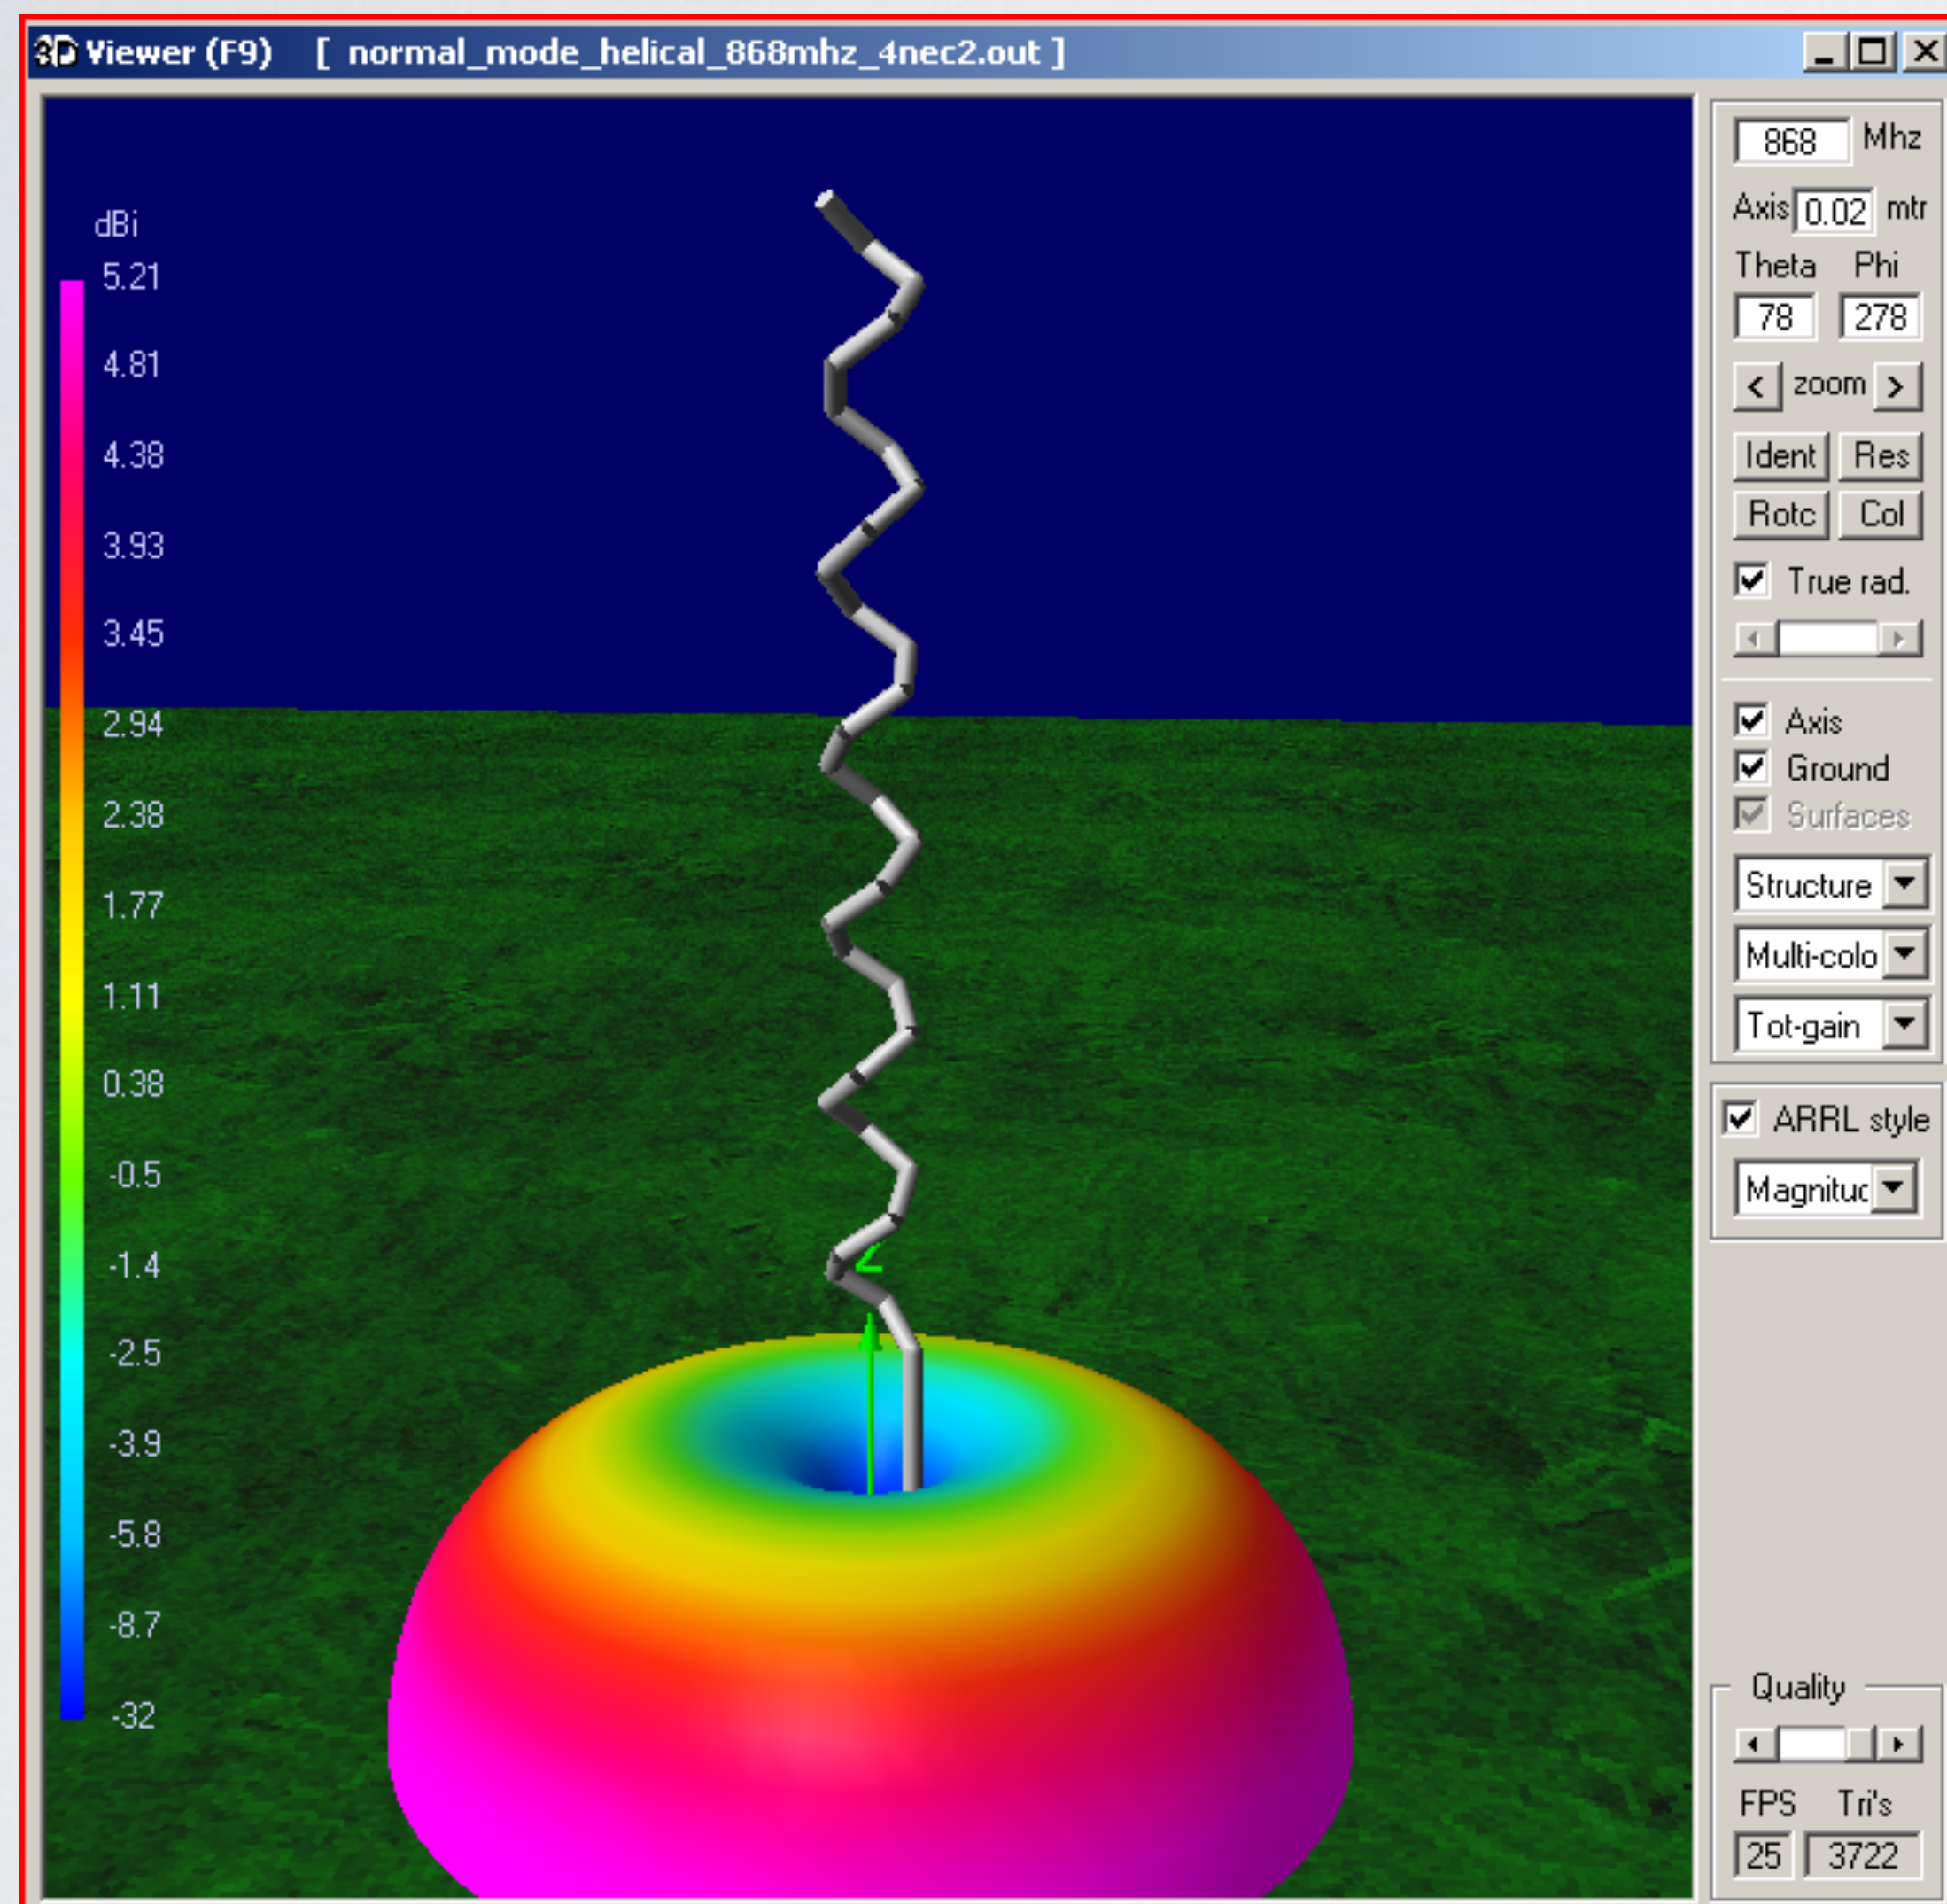 3D Viewer (F9) [ normal_mode_helical_868mhz_4nec2.out ]
dBi
5.21
4.81
4.38
3.93
3.45
2.94
2.38
1.77
1.11
0.38
-0.5
-1.4
-2.5
-3.9
-5.8
-8.7
-32
Z
868 Mhz
Axis 0.02 mtr
Theta Phi
78 278
< zoom >
Ident Res
Rotc Col
True rad.
Axis
Ground
Surfaces
Structure
Multi-colo
Tot-gain
ARRL style
Magnituc
Quality
FPS Tri's
25 3722